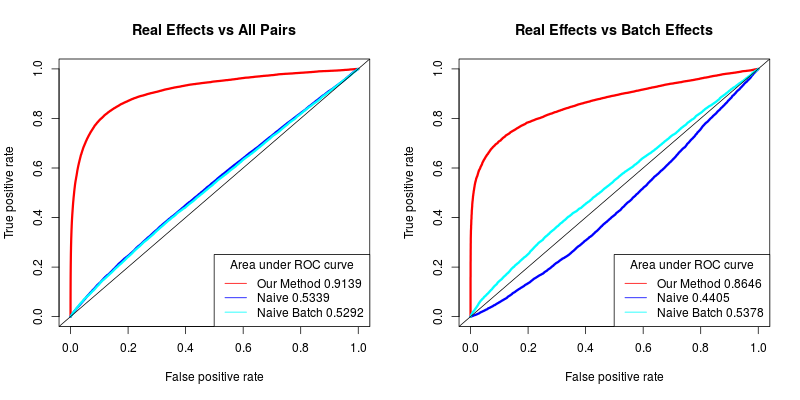 Real Effects vs All Pairs
True positive rate
1.0
0.8
0.6
0.4
0.2
0.0
Area under ROC curve
Our Method 0.9139
Naive 0.5339
Naive Batch 0.5292
0.0 0.2 0.4 0.6 0.8 1.0
False positive rate
Real Effects vs Batch Effects
True positive rate
1.0
0.8
0.6
0.4
0.2
0.0
Area under ROC curve
Our Method 0.8646
Naive 0.4405
Naive Batch 0.5378
0.0 0.2 0.4 0.6 0.8 1.0
False positive rate